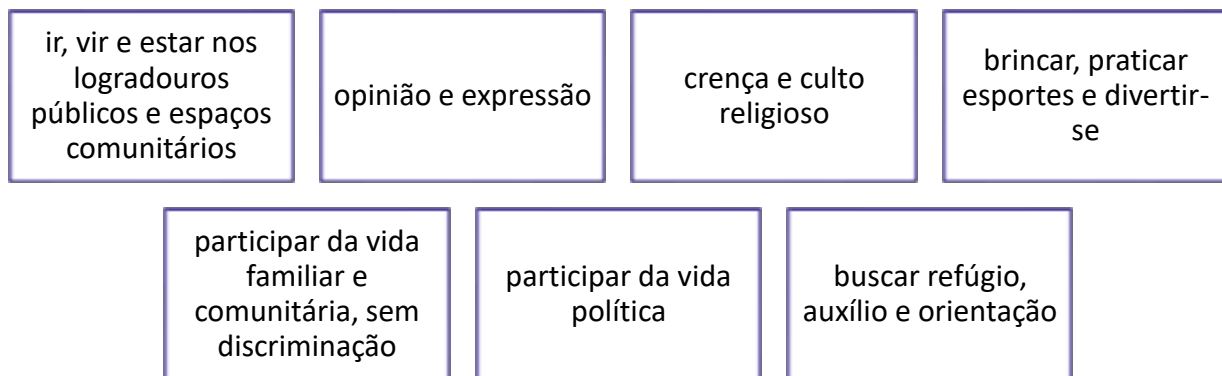 ir, vir e estar nos
logradouros
públicos e espaços
comunitários
opinião e expressão
crença e culto
religioso
brincar, praticar
esportes e divertir-
se
participar da vida
familiar e
comunitária, sem
discriminação
participar da vida
política
buscar refúgio,
auxílio e orientação